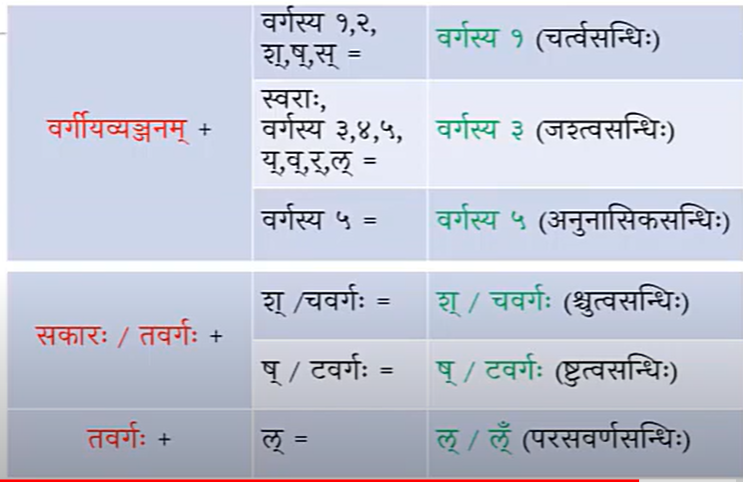 वर्गस्य १,२,
श्,ष्,स् =
वर्गस्य १ (चर्त्वसन्धिः)
वर्गीयव्यञ्जनम् +
स्वराः,
वर्गस्य ३,४,५,
य्,व्,र्,ल् =
वर्गस्य ३ (जश्त्वसन्धिः)
वर्गस्य ५ =
वर्गस्य ५ (अनुनासिकसन्धिः)
सकारः / तवर्गः +
श् /चवर्गः =
श् / चवर्गः (श्चुत्वसन्धिः)
ष् / टवर्गः =
ष् / टवर्गः (ष्टुत्वसन्धिः)
तवर्गः +
ल् =
ल् / ल्ँ (परसवर्णसन्धिः)